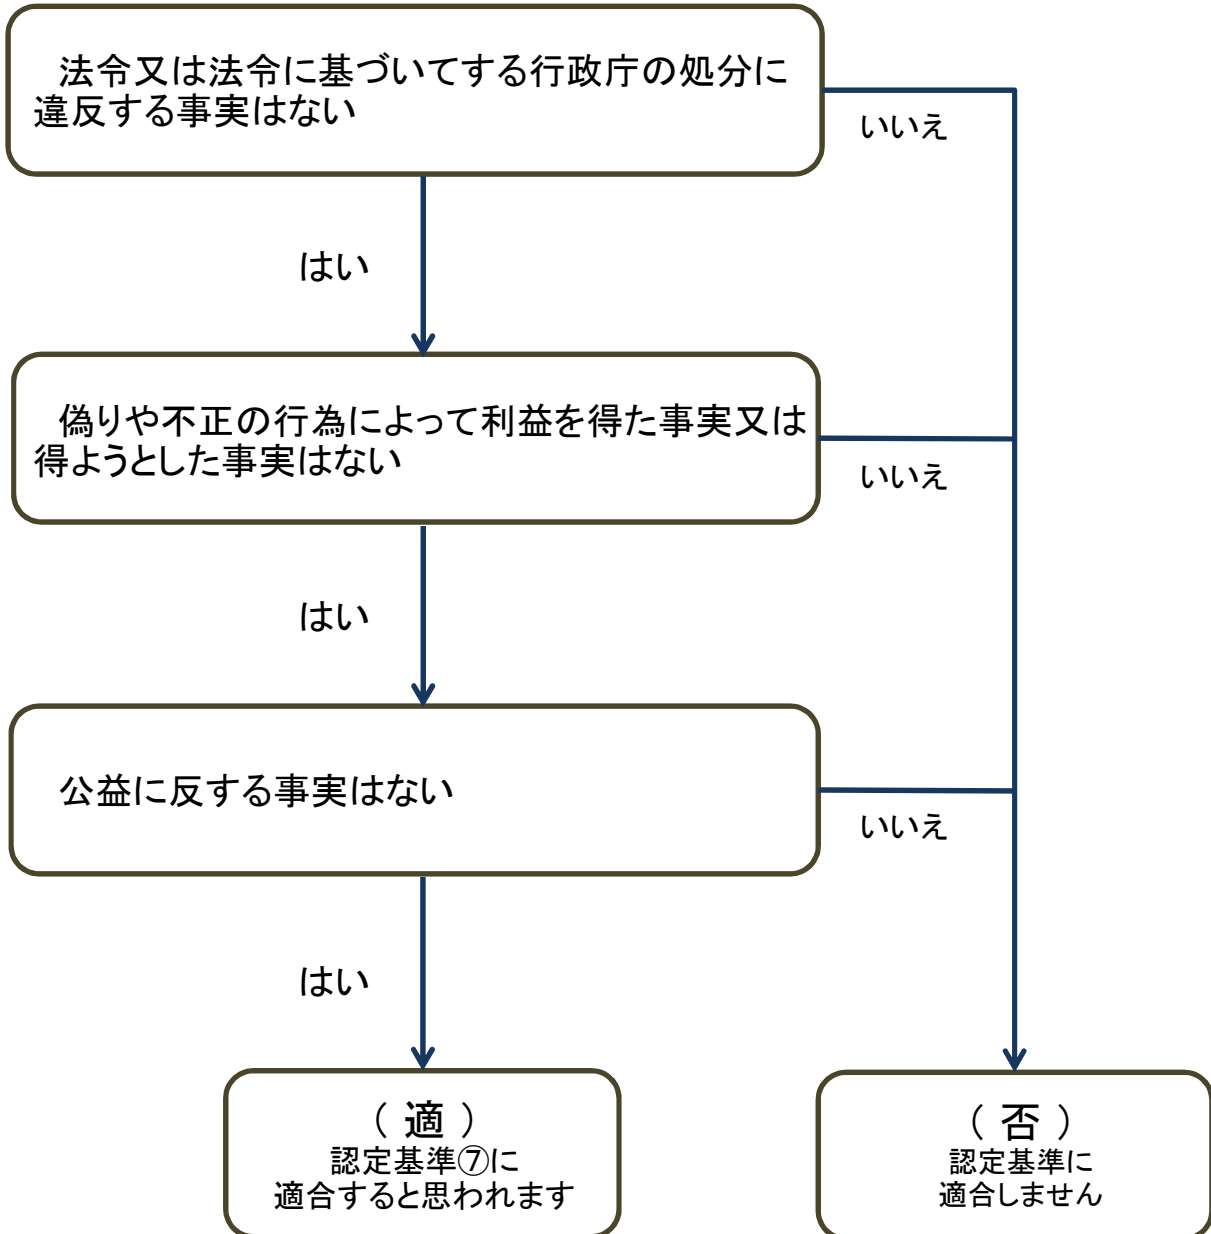 法令又は法令に基づいてする行政庁の処分に
違反する事実はない
いいえ
はい
偽りや不正の行為によって利益を得た事実又は
得ようとした事実はない
いいえ
はい
公益に反する事実はない
いいえ
はい
（ 適 ）
認定基準⑦に
適合すると思われます
（ 否 ）
認定基準に
適合しません